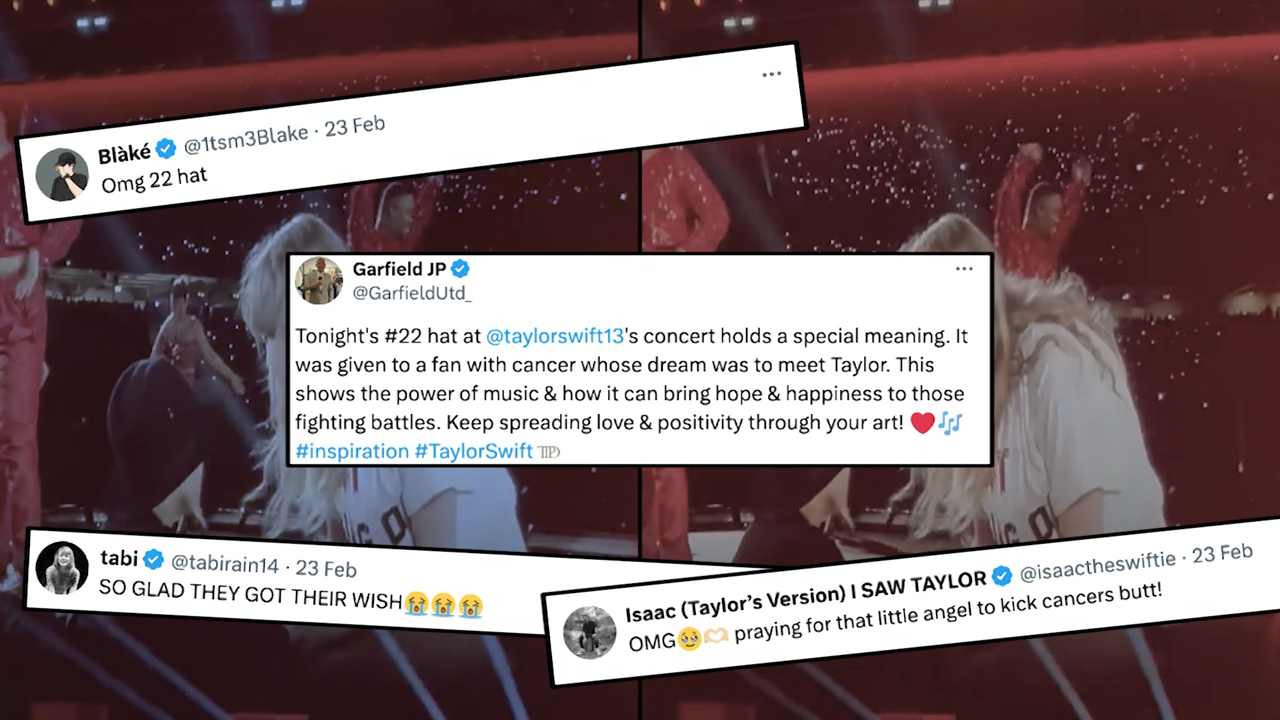 Blàké @1tsm3Blake · 23 Feb
Omg 22 hat
Garfield JP
@GarfieldUtd_
Tonight's #22 hat at @taylorswift13's concert holds a special meaning. It
was given to a fan with cancer whose dream was to meet Taylor. This
shows the power of music & how it can bring hope & happiness to those
fighting battles. Keep spreading love & positivity through your art! ❤️🎶
#inspiration #TaylorSwift
tabi @tabirain14 · 23 Feb
SO GLAD THEY GOT THEIR WISH😭😭😭
Isaac (Taylor’s Version) I SAW TAYLOR @isaactheswiftie · 23 Feb
OMG🥹🫶🏻 praying for that little angel to kick cancers butt!